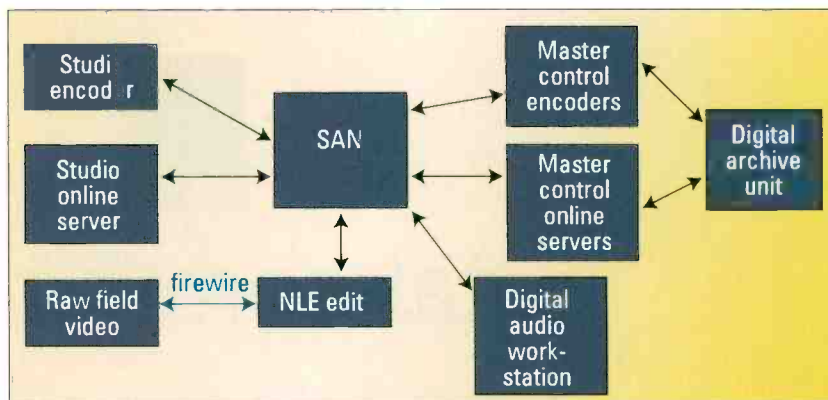 Studi
encod r
Studio
online
server
Raw field
video
firewire
NLE edit
SAN
Master
control
encoders
Master
control
online
servers
Digital
audio
work-
station
Digital
archive
unit